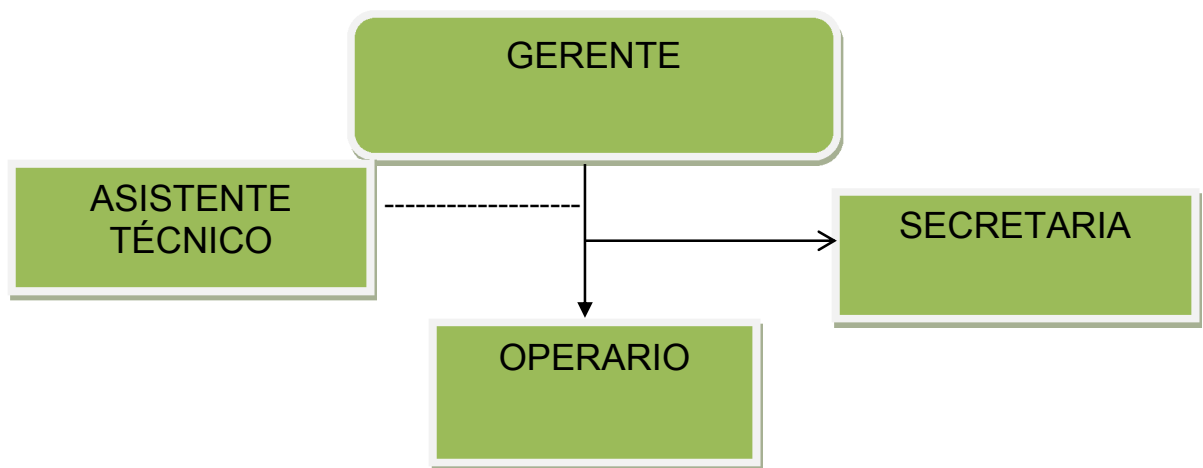 GERENTE
ASISTENTE
TÉCNICO
SECRETARIA
OPERARIO